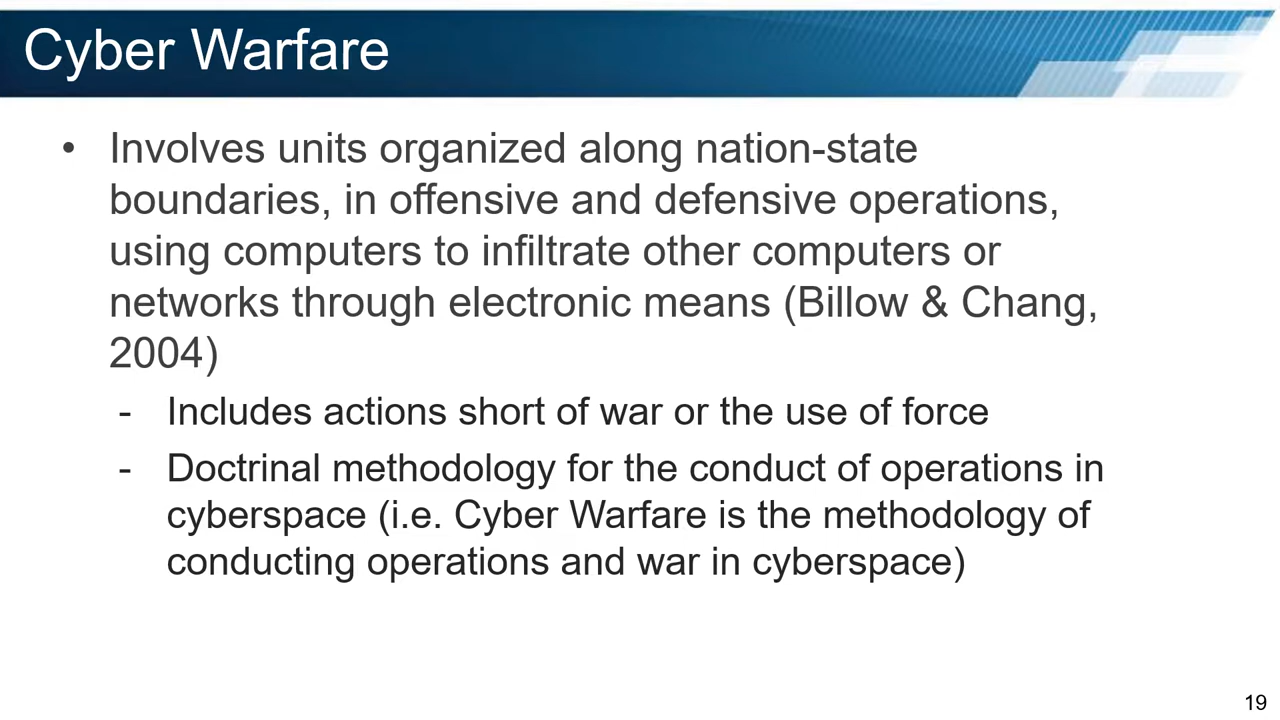 Cyber Warfare
• Involves units organized along nation-state
boundaries, in offensive and defensive operations,
using computers to infiltrate other computers or
networks through electronic means (Billow & Chang,
2004)
- Includes actions short of war or the use of force
- Doctrinal methodology for the conduct of operations in
cyberspace (i.e. Cyber Warfare is the methodology of
conducting operations and war in cyberspace)
19